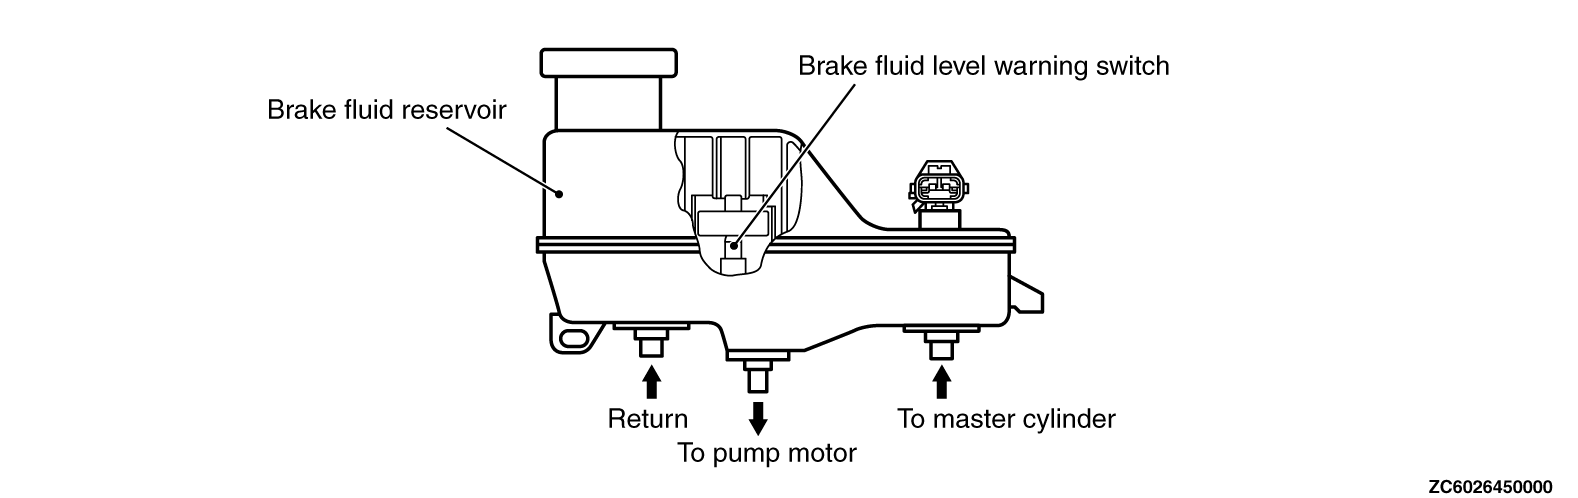 Brake fluid level warning switch
Brake fluid reservoir
Return
To master cylinder
To pump motor
ZC6026450000